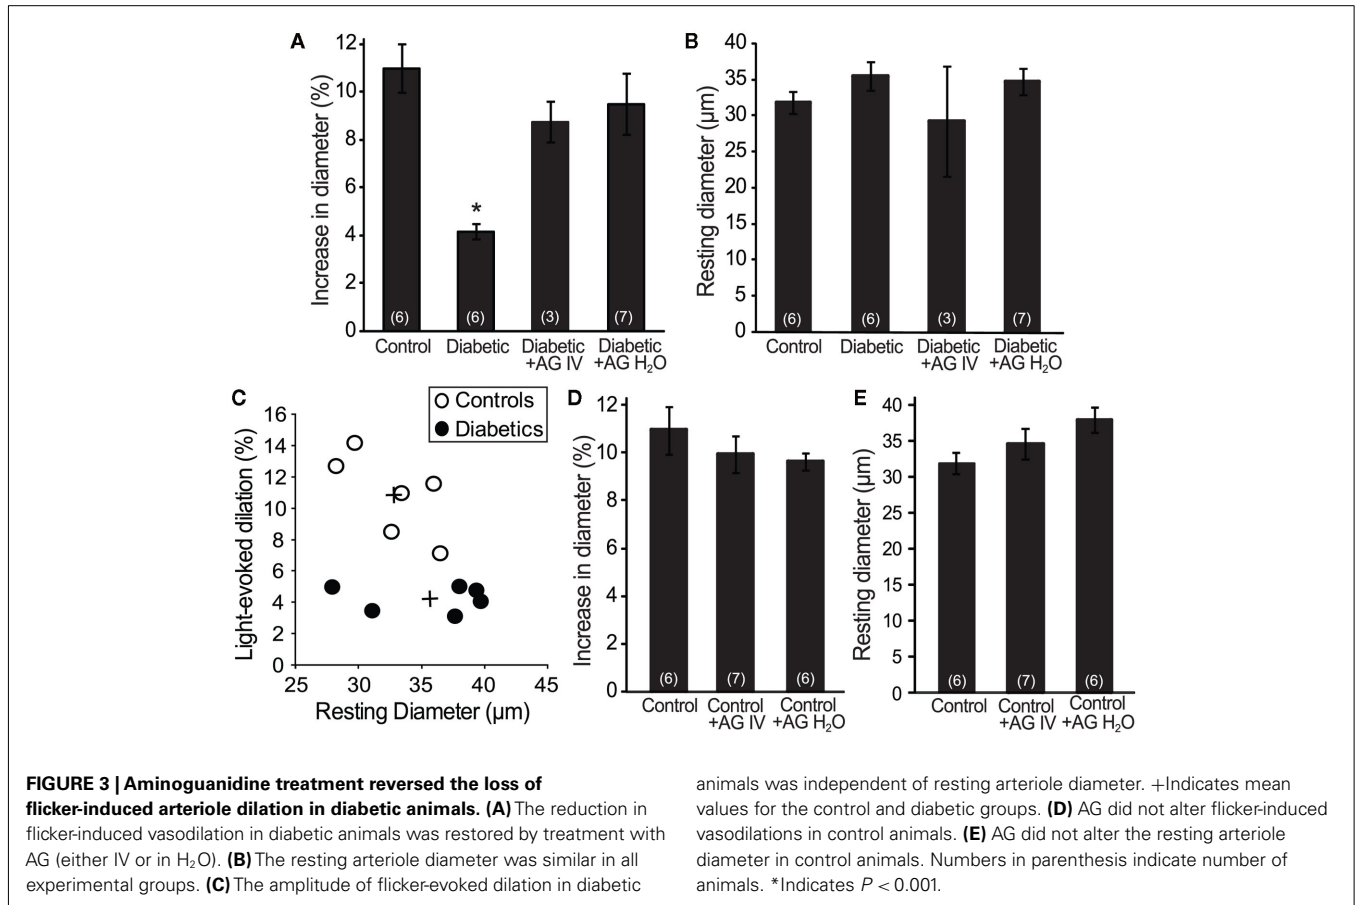 A
12
10
8
6
4
2
0
Increase in diameter (%)
*
(6)
(6)
(3)
(7)
Control
Diabetic
Diabetic
+AG IV
Diabetic
+AG H₂O
B
40
35
30
25
20
15
10
5
0
Resting diameter (μm)
(6)
(6)
(3)
(7)
Control
Diabetic
Diabetic
+AG IV
Diabetic
+AG H₂O
C
Controls
Diabetics
16
14
12
10
8
6
4
2
0
Light-evoked dilation (%)
+
+
25
30
35
40
45
Resting Diameter (μm)
D
12
10
8
6
4
2
0
Increase in diameter (%)
(6)
(7)
(6)
Control
Control
+AG IV
Control
+AG H₂O
E
40
35
30
25
20
15
10
5
0
Resting diameter (μm)
(6)
(7)
(6)
Control
Control
+AG IV
Control
+AG H₂O
FIGURE 3 | Aminoguanidine treatment reversed the loss of
flicker-induced arteriole dilation in diabetic animals. (A) The reduction in
flicker-induced vasodilation in diabetic animals was restored by treatment with
AG (either IV or in H₂O). (B) The resting arteriole diameter was similar in all
experimental groups. (C) The amplitude of flicker-evoked dilation in diabetic
animals was independent of resting arteriole diameter. +Indicates mean
values for the control and diabetic groups. (D) AG did not alter flicker-induced
vasodilations in control animals. (E) AG did not alter the resting arteriole
diameter in control animals. Numbers in parenthesis indicate number of
animals. *Indicates P < 0.001.